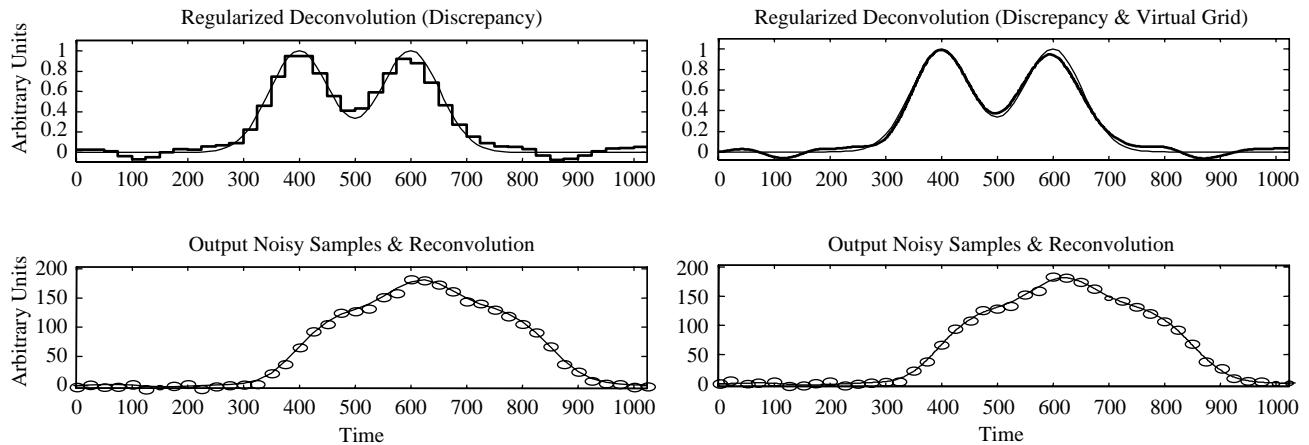 Regularized Deconvolution (Discrepancy)
Arbitrary Units
1
0.8
0.6
0.4
0.2
0
0 100 200 300 400 500 600 700 800 900 1000
Output Noisy Samples & Reconvolution
Arbitrary Units
200
150
100
50
0
0 100 200 300 400 500 600 700 800 900 1000
Time
Regularized Deconvolution (Discrepancy & Virtual Grid)
1
0.8
0.6
0.4
0.2
0
0 100 200 300 400 500 600 700 800 900 1000
Output Noisy Samples & Reconvolution
200
150
100
50
0
0 100 200 300 400 500 600 700 800 900 1000
Time